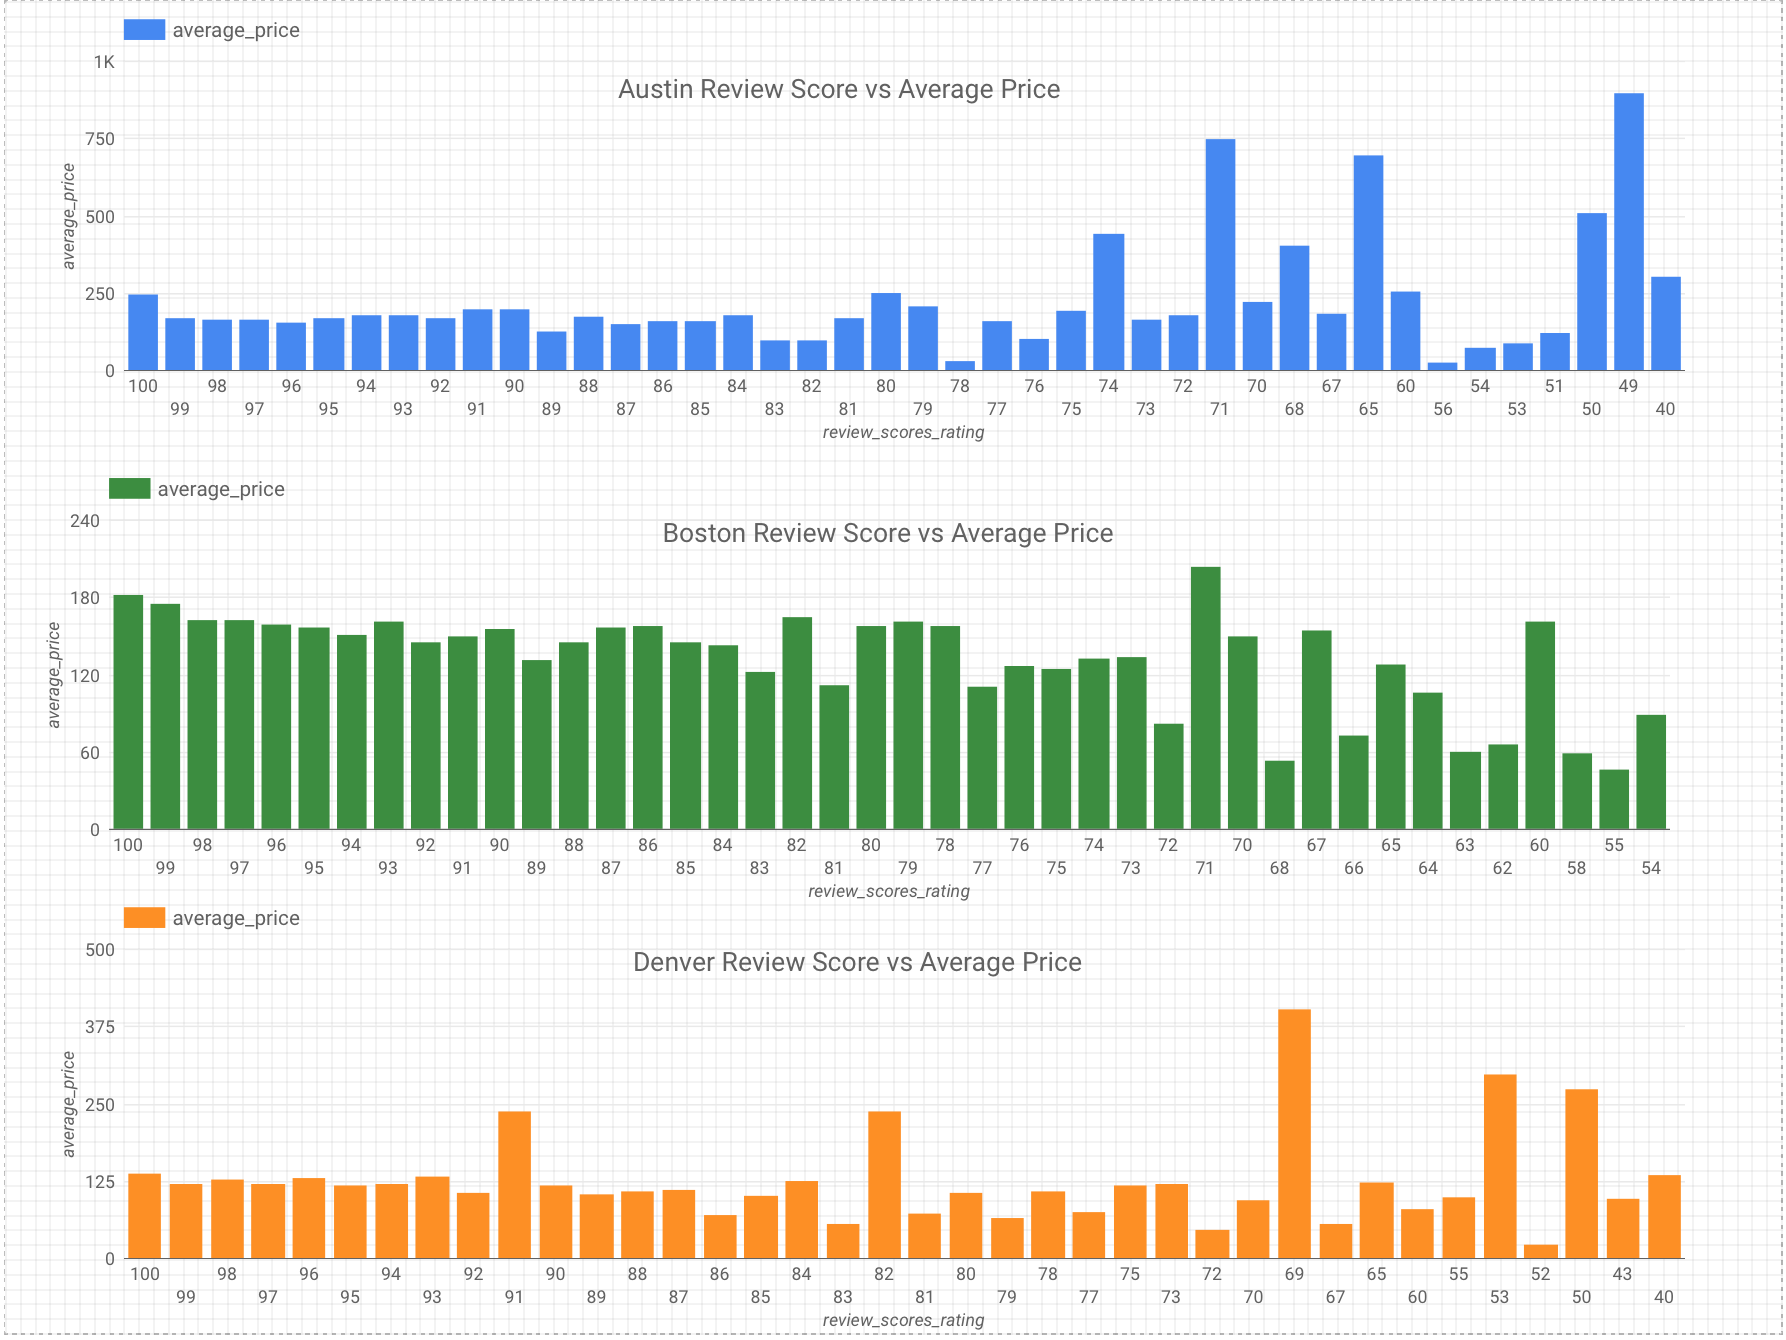 average_price
1K
Austin Review Score vs Average Price
750
500
250
0
average_price
100 98 96 94 92 90 88 86 84 82 80 78 76 74 72 70 67 60 54 51 49
99 97 95 93 91 89 87 85 83 81 79 77 75 73 71 68 65 56 53 50 40
review_scores_rating
average_price
240
Boston Review Score vs Average Price
180
120
60
0
average_price
100 98 96 94 92 90 88 86 84 82 80 78 76 74 72 70 67 65 63 60 55
99 97 95 93 91 89 87 85 83 81 79 77 75 73 71 68 66 64 62 58 54
review_scores_rating
average_price
500
Denver Review Score vs Average Price
375
250
125
0
average_price
100 98 96 94 92 90 88 86 84 82 80 78 75 72 69 65 55 52 43
99 97 95 93 91 89 87 85 83 81 79 77 73 70 67 60 53 50 40
review_scores_rating